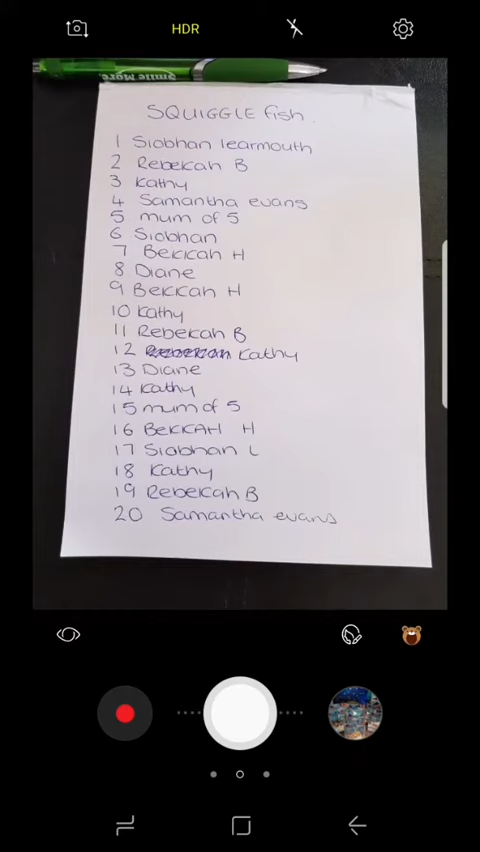 HDR
Smile More
SQUIGGLE fish
1 Siobhan learmouth
2 Rebekah B
3 Kathy
4 Samantha evans
5 mum of 5
6 Siobhan
7 Bekkah H
8 Diane
9 Bekkah H
10 Kathy
11 Rebekah B
12 Kathy
13 Diane
14 Kathy
15 mum of 5
16 BEKKAH H
17 Siobhan L
18 Kathy
19 Rebekah B
20 Samantha evans